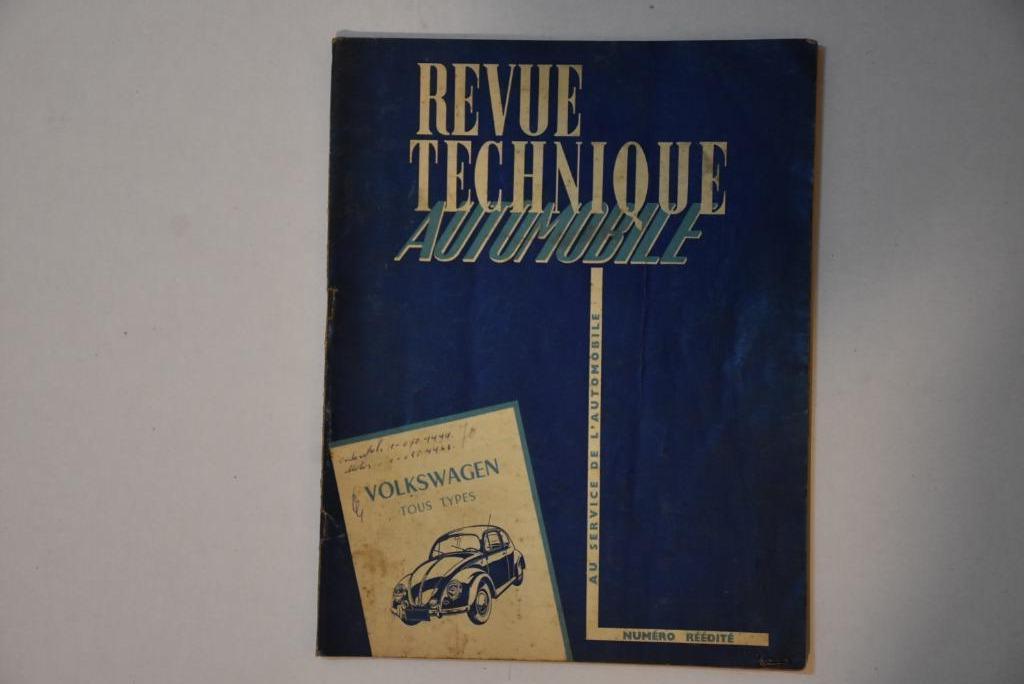 REVUE
TECHNIQUE
AUTOMOBILE
AU SERVICE DE L'AUTOMOBILE
VOLKSWAGEN
TOUS TYPES
NUMÉRO RÉÉDITÉ